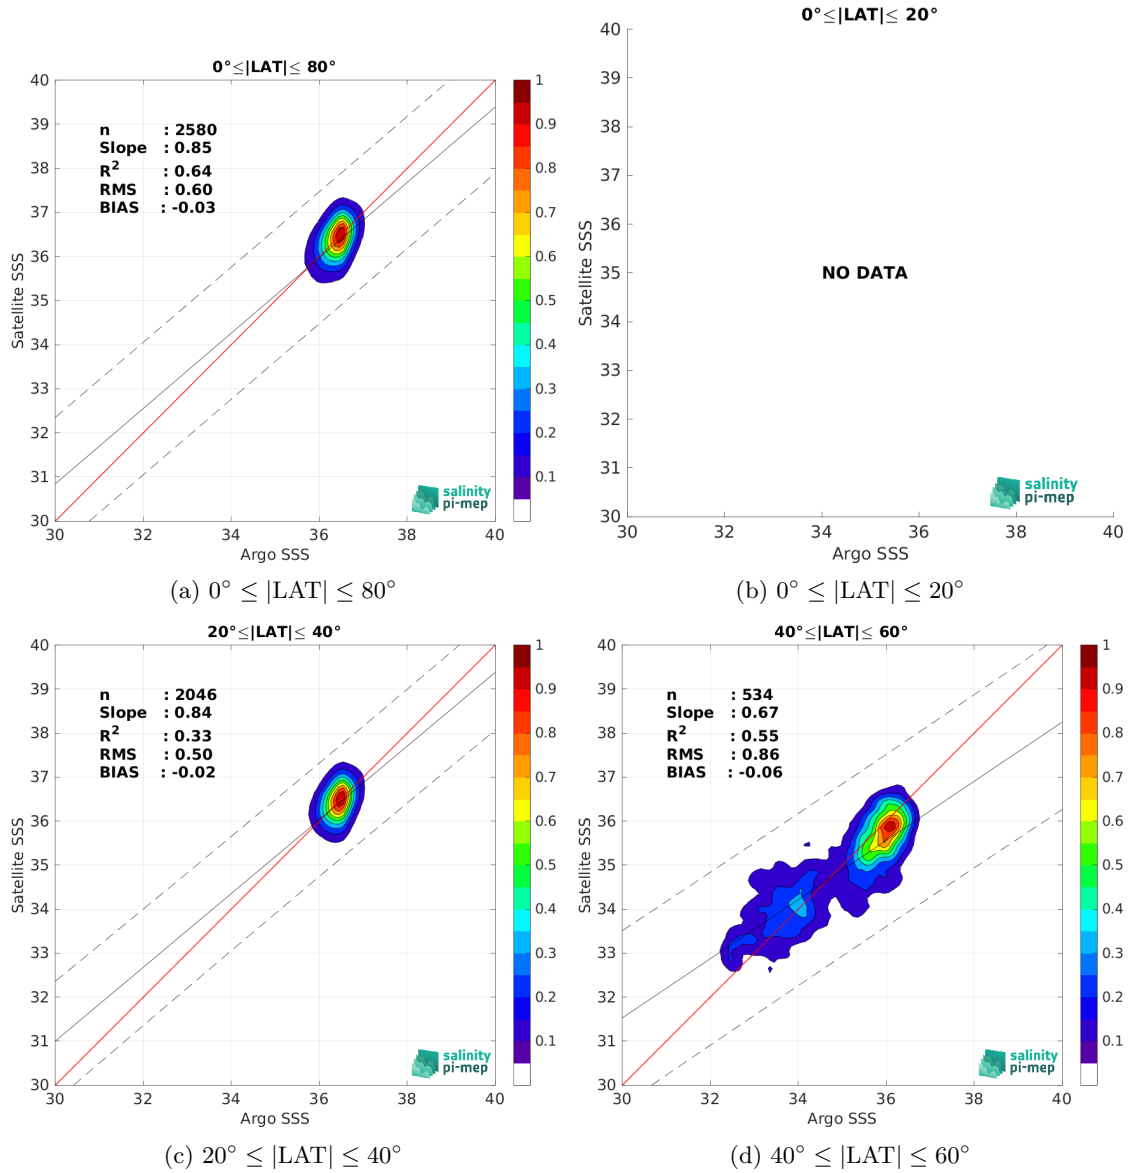 0°≤|LAT|≤ 80°
40
39
38
37
36
35
34
33
32
31
30
30
32
34
36
38
40
Satellite SSS
Argo SSS
n : 2580
Slope : 0.85
R² : 0.64
RMS : 0.60
BIAS : -0.03
salinity
pi-mep
1
0.9
0.8
0.7
0.6
0.5
0.4
0.3
0.2
0.1
(a) 0° ≤ |LAT| ≤ 80°
0°≤|LAT|≤ 20°
40
39
38
37
36
35
34
33
32
31
30
30
32
34
36
38
40
Satellite SSS
Argo SSS
NO DATA
salinity
pi-mep
(b) 0° ≤ |LAT| ≤ 20°
20°≤|LAT|≤ 40°
40
39
38
37
36
35
34
33
32
31
30
30
32
34
36
38
40
Satellite SSS
Argo SSS
n : 2046
Slope : 0.84
R² : 0.33
RMS : 0.50
BIAS : -0.02
salinity
pi-mep
1
0.9
0.8
0.7
0.6
0.5
0.4
0.3
0.2
0.1
(c) 20° ≤ |LAT| ≤ 40°
40°≤|LAT|≤ 60°
40
39
38
37
36
35
34
33
32
31
30
30
32
34
36
38
40
Satellite SSS
Argo SSS
n : 534
Slope : 0.67
R² : 0.55
RMS : 0.86
BIAS : -0.06
salinity
pi-mep
1
0.9
0.8
0.7
0.6
0.5
0.4
0.3
0.2
0.1
(d) 40° ≤ |LAT| ≤ 60°